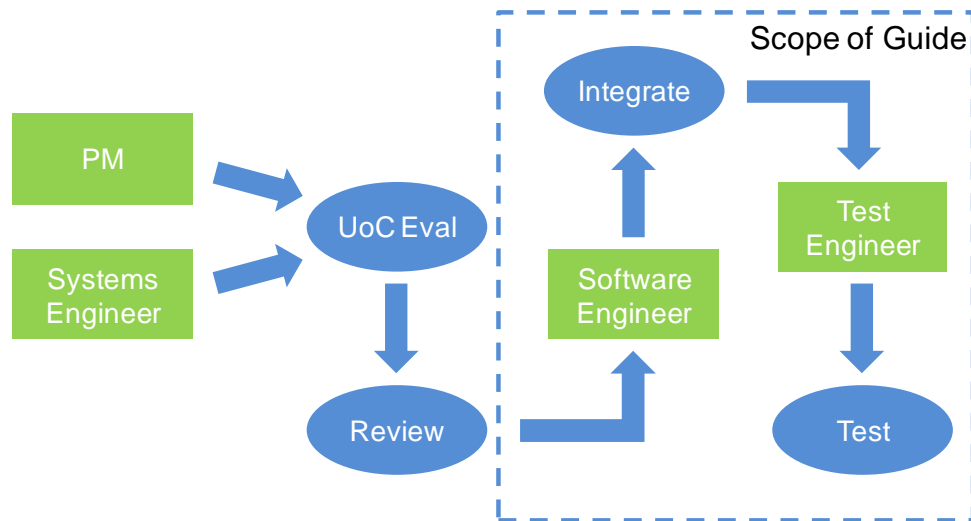 Scope of Guide
Integrate
PM
UoC Eval
Test
Engineer
Systems
Engineer
Software
Engineer
Review
Test